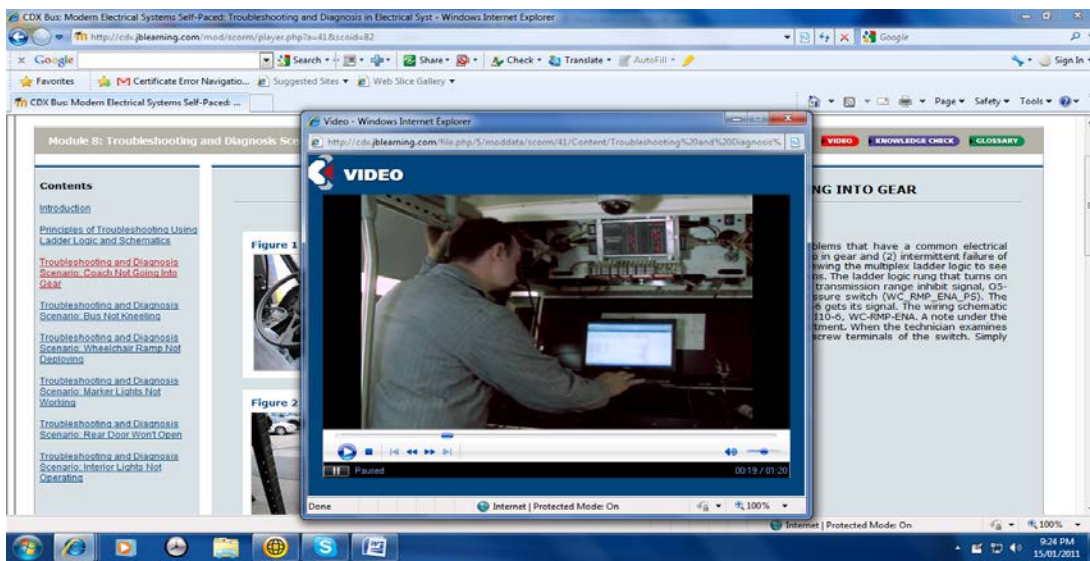 CDX Bus: Modern Electrical Systems Self-Paced: Troubleshooting and Diagnosis in Electrical Syst - Windows Internet Explorer
http://cdx.jblearning.com/mod/scorm/player.php?a=41&scoid=82
Google
x Google
Search
Share
Check
Translate
AutoFill
Sign In
Favorites
Certificate Error Navigatio...
Suggested Sites
Web Slice Gallery
CDX Bus: Modern Electrical Systems Self-Paced: ...
Page
Safety
Tools
Module 8: Troubleshooting and Diagnosis Sce
VIDEO
KNOWLEDGE CHECK
GLOSSARY
Contents
Introduction
Principles of Troubleshooting Using
Ladder Logic and Schematics
Troubleshooting and Diagnosis
Scenario: Coach Not Going Into
Gear
Troubleshooting and Diagnosis
Scenario: Bus Not Kneeling
Troubleshooting and Diagnosis
Scenario: Wheelchair Ramp Not
Deploying
Troubleshooting and Diagnosis
Scenario: Marker Lights Not
Working
Troubleshooting and Diagnosis
Scenario: Rear Door Won't Open
Troubleshooting and Diagnosis
Scenario: Interior Lights Not
Operating
Figure 1
Figure 2
Video - Windows Internet Explorer
http://cdx.jblearning.com/file.php/5/moddata/scorm/41/Content/Troubleshooting%20and%20Diagnosis%
VIDEO
Paused
00:19 / 01:20
Done
Internet | Protected Mode: On
100%
NG INTO GEAR
blems that have a common electrical
o in gear and (2) intermittent failure of
owing the multiplex ladder logic to see
ns. The ladder logic rung that turns on
transmission range inhibit signal, O5-
ssure switch (WC_RMP_ENA_PS). The
-6 gets its signal. The wiring schematic
I10-6, WC-RMP-ENA. A note under the
tment. When the technician examines
screw terminals of the switch. Simply
Internet | Protected Mode: On
100%
9:24 PM
15/01/2011